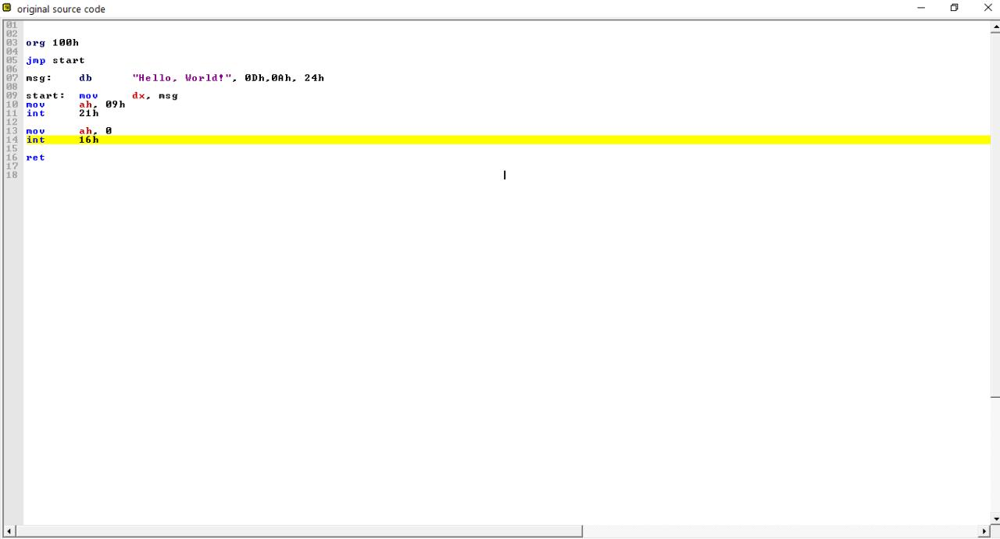 original source code
01
02
03 org 100h
04
05 jmp start
06
07 msg:    db      "Hello, World!", 0Dh,0Ah, 24h
08
09 start:  mov     dx, msg
10 mov     ah, 09h
11 int     21h
12
13 mov     ah, 0
14 int     16h
15
16 ret
17
18